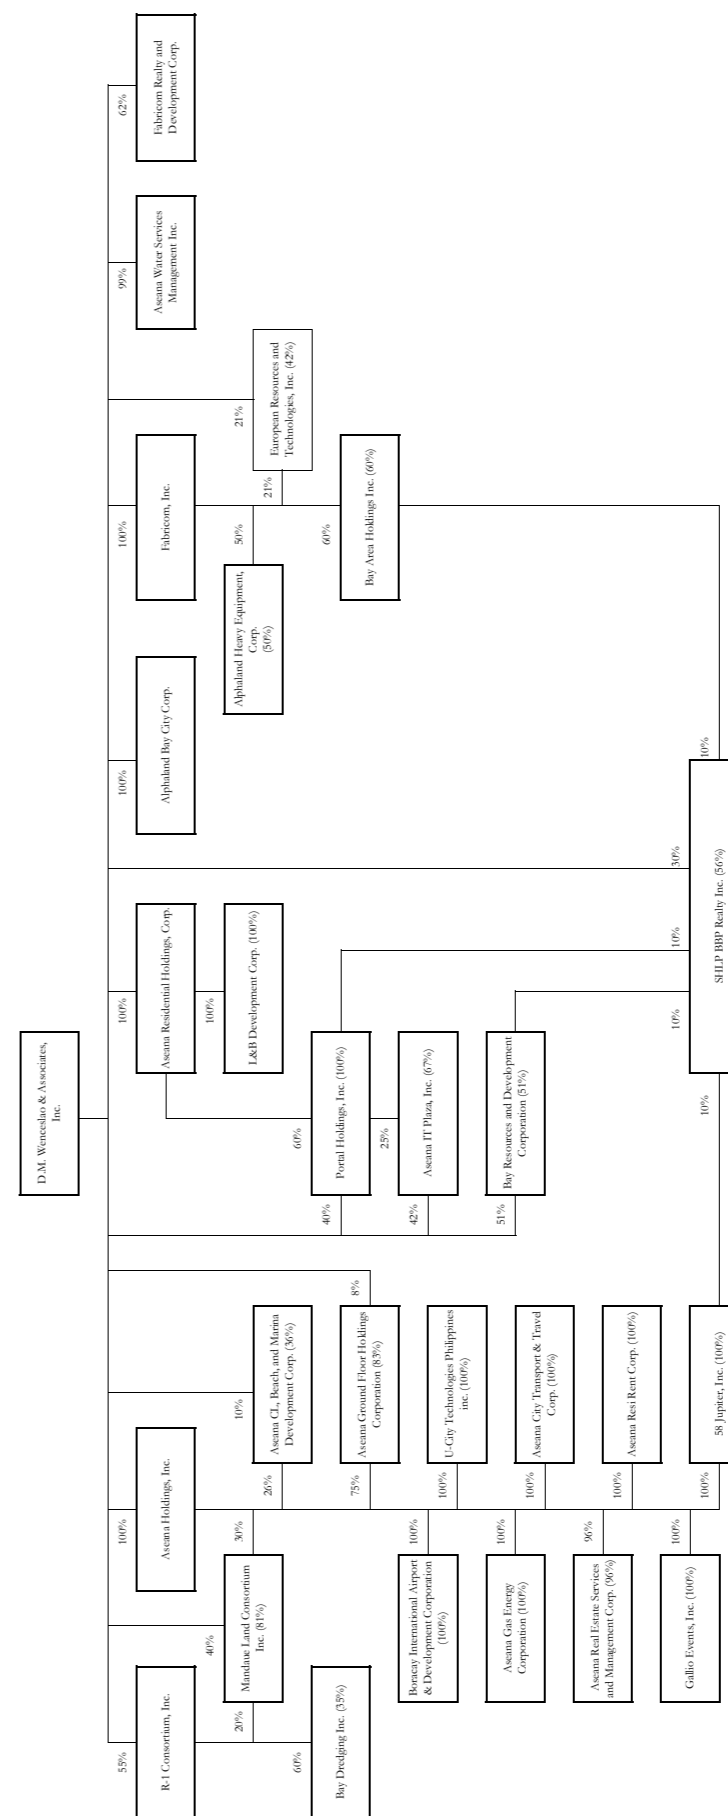 D.M. Wenceslao & Associates,
Inc.
55%
R-1 Consortium, Inc.
100%
Aseana Holdings, Inc.
100%
Aseana Residential Holdings, Corp.
100%
Alphaland Bay City Corp.
100%
Fabricom, Inc.
99%
Aseana Water Services
Management Inc.
62%
Fabricom Realty and
Development Corp.
40%
20%
Mandaue Land Consortium
Inc. (81%)
30%
10%
26%
Aseana CL, Beach, and Marina
Development Corp. (36%)
100%
L&B Development Corp. (100%)
50%
Alphaland Heavy Equipment,
Corp.
(50%)
21%
21%
European Resources and
Technologies, Inc. (42%)
60%
Bay Dredging Inc. (35%)
75%
8%
Aseana Ground Floor Holdings
Corporation (83%)
60%
40%
Portal Holdings, Inc. (100%)
60%
Bay Area Holdings Inc. (60%)
Boracay International Airport
& Development Corporation
(100%)
100%
100%
U-City Technologies Philippines
inc. (100%)
25%
42%
Aseana IT Plaza, Inc. (67%)
Aseana Gas Energy
Corporation (100%)
100%
100%
Aseana City Transport & Travel
Corp. (100%)
51%
Bay Resources and Development
Corporation (51%)
Aseana Real Estate Services
and Management Corp. (96%)
96%
100%
Aseana Resi Rent Corp. (100%)
Gallio Events, Inc. (100%)
100%
100%
58 Jupiter, Inc. (100%)
10%
10%
10%
30%
10%
SHLP BBP Realty Inc. (56%)